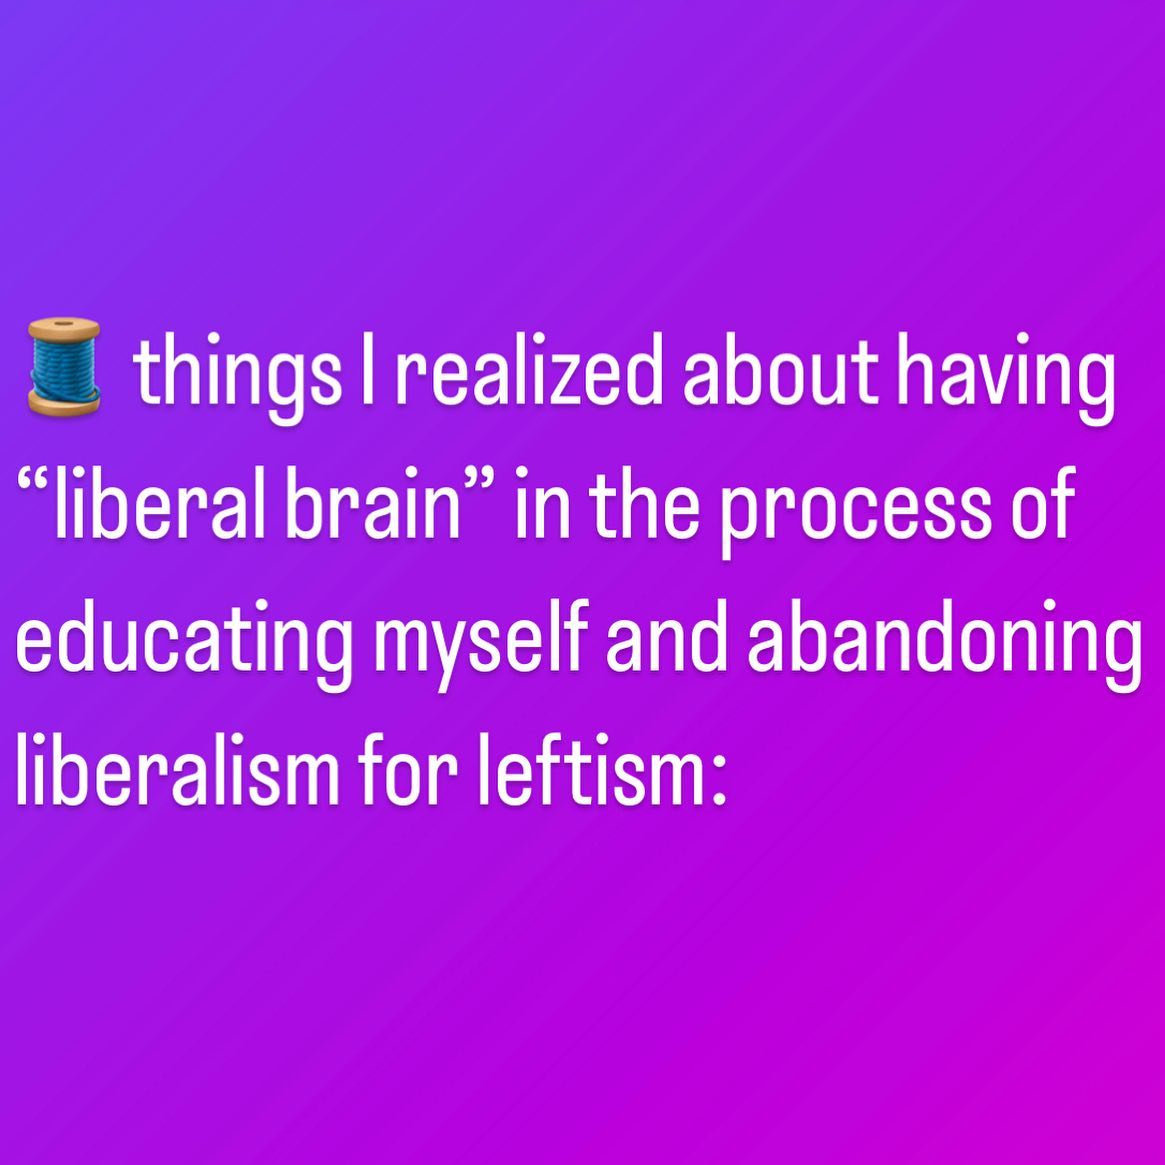 🧵 things I realized about having
“liberal brain” in the process of
educating myself and abandoning
liberalism for leftism: